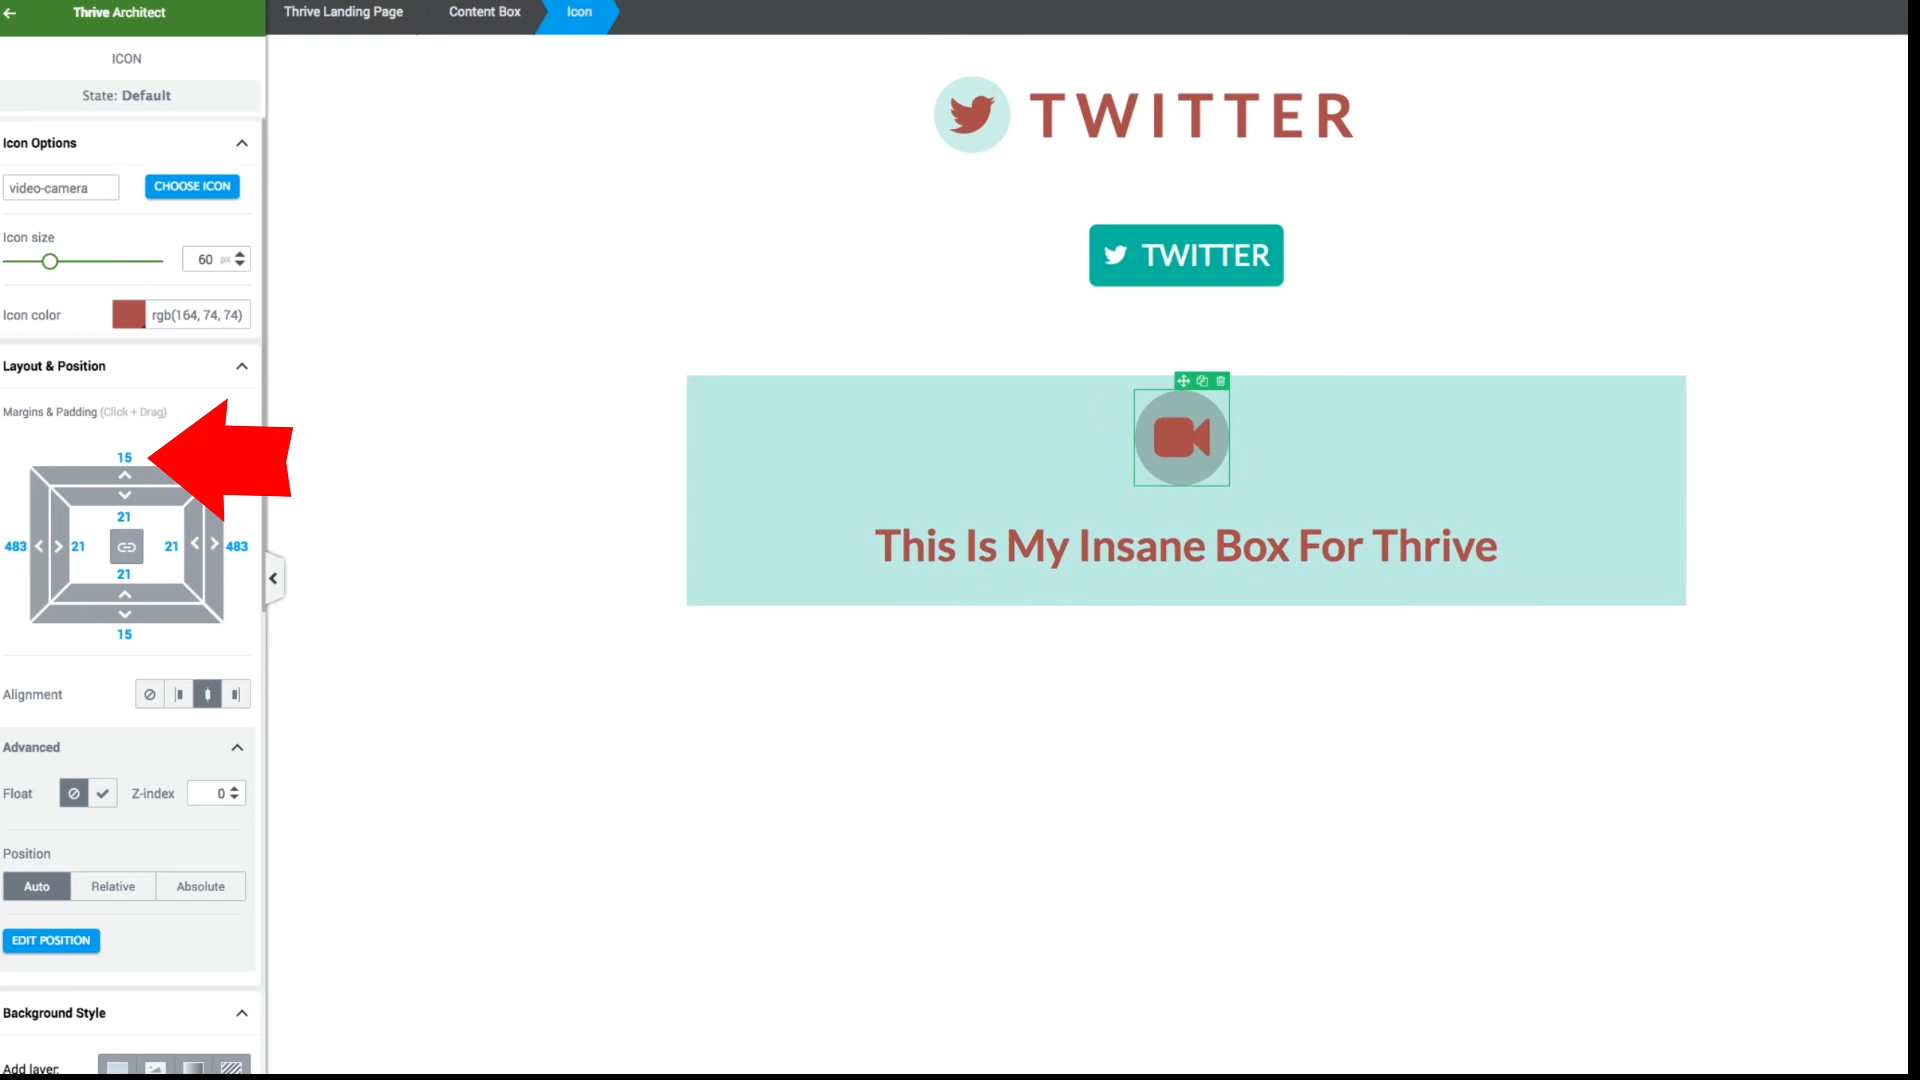 Thrive Architect
Thrive Landing Page
Content Box
Icon
ICON
State: Default
Icon Options
video-camera
CHOOSE ICON
Icon size
60 px
Icon color
rgb(164, 74, 74)
Layout & Position
Margins & Padding (Click + Drag)
15
21
483 21 21 483
21
15
Alignment
Advanced
Float
Z-index
0
Position
Auto
Relative
Absolute
EDIT POSITION
Background Style
Add layer:
TWITTER
TWITTER
This Is My Insane Box For Thrive